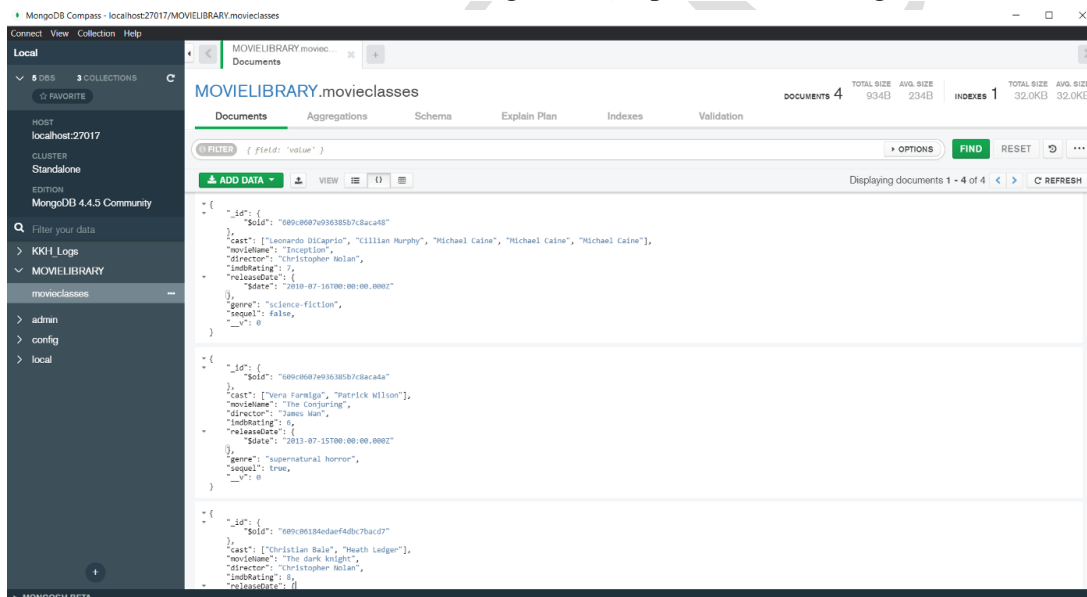 MongoDB Compass - localhost:27017/MOVIELIBRARY.movieclasses
Connect View Collection Help
Local
5 DBS 3 COLLECTIONS
FAVORITE
HOST
localhost:27017
CLUSTER
Standalone
EDITION
MongoDB 4.4.5 Community
Filter your data
KKH_Logs
MOVIELIBRARY
movieclasses
admin
config
local
MOVIELIBRARY.moviec...
Documents
MOVIELIBRARY.movieclasses
DOCUMENTS 4
TOTAL SIZE AVG. SIZE
934B 234B
INDEXES 1
TOTAL SIZE AVG. SIZE
32.0KB 32.0KB
Documents Aggregations Schema Explain Plan Indexes Validation
FILTER { field: 'value' }
OPTIONS FIND RESET
ADD DATA VIEW {}
Displaying documents 1 - 4 of 4 < > REFRESH
{
"_id": {
"$oid": "609c0607e936385b7c8aca48"
},
"cast": ["Leonardo DiCaprio", "Cillian Murphy", "Michael Caine", "Michael Caine", "Michael Caine"],
"movieName": "Inception",
"director": "Christopher Nolan",
"imdbRating": 7,
"releaseDate": {
"$date": "2010-07-16T00:00:00.000Z"
},
"genre": "science-fiction",
"sequel": false,
"__v": 0
}
{
"_id": {
"$oid": "609c0607e936385b7c8aca4a"
},
"cast": ["Vera Farmiga", "Patrick Wilson"],
"movieName": "The Conjuring",
"director": "James Wan",
"imdbRating": 6,
"releaseDate": {
"$date": "2013-07-15T00:00:00.000Z"
},
"genre": "supernatural horror",
"sequel": true,
"__v": 0
}
{
"_id": {
"$oid": "609c06184edaef4dbc7bacd7"
},
"cast": ["Christian Bale", "Heath Ledger"],
"movieName": "The dark knight",
"director": "Christopher Nolan",
"imdbRating": 8,
"releaseDate": {